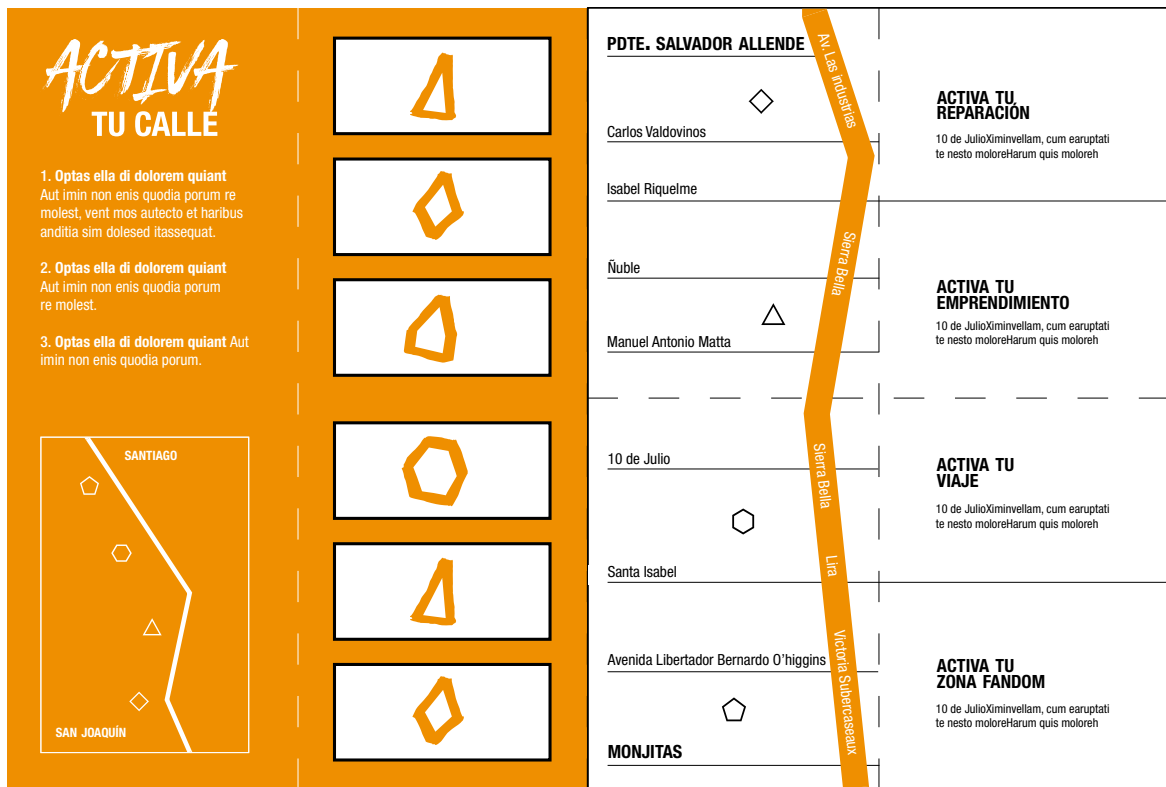 ACTIVA
TU CALLE
1. Optas ella di dolorem quiant
Aut imin non enis quodia porum re
molest, vent mos autecto et haribus
anditia sim dolesed itassequat.
2. Optas ella di dolorem quiant
Aut imin non enis quodia porum
re molest.
3. Optas ella di dolorem quiant Aut
imin non enis quodia porum.
SANTIAGO
SAN JOAQUÍN
PDTE. SALVADOR ALLENDE
Carlos Valdovinos
Isabel Riquelme
Ñuble
Manuel Antonio Matta
10 de Julio
Santa Isabel
Avenida Libertador Bernardo O'higgins
MONJITAS
Av. Las industrias
Sierra Bella
Sierra Bella
Lira
Victoria Subercaseaux
ACTIVA TU
REPARACIÓN
10 de JulioXiminvellam, cum earuptati
te nesto moloreHarum quis moloreh
ACTIVA TU
EMPRENDIMIENTO
10 de JulioXiminvellam, cum earuptati
te nesto moloreHarum quis moloreh
ACTIVA TU
VIAJE
10 de JulioXiminvellam, cum earuptati
te nesto moloreHarum quis moloreh
ACTIVA TU
ZONA FANDOM
10 de JulioXiminvellam, cum earuptati
te nesto moloreHarum quis moloreh